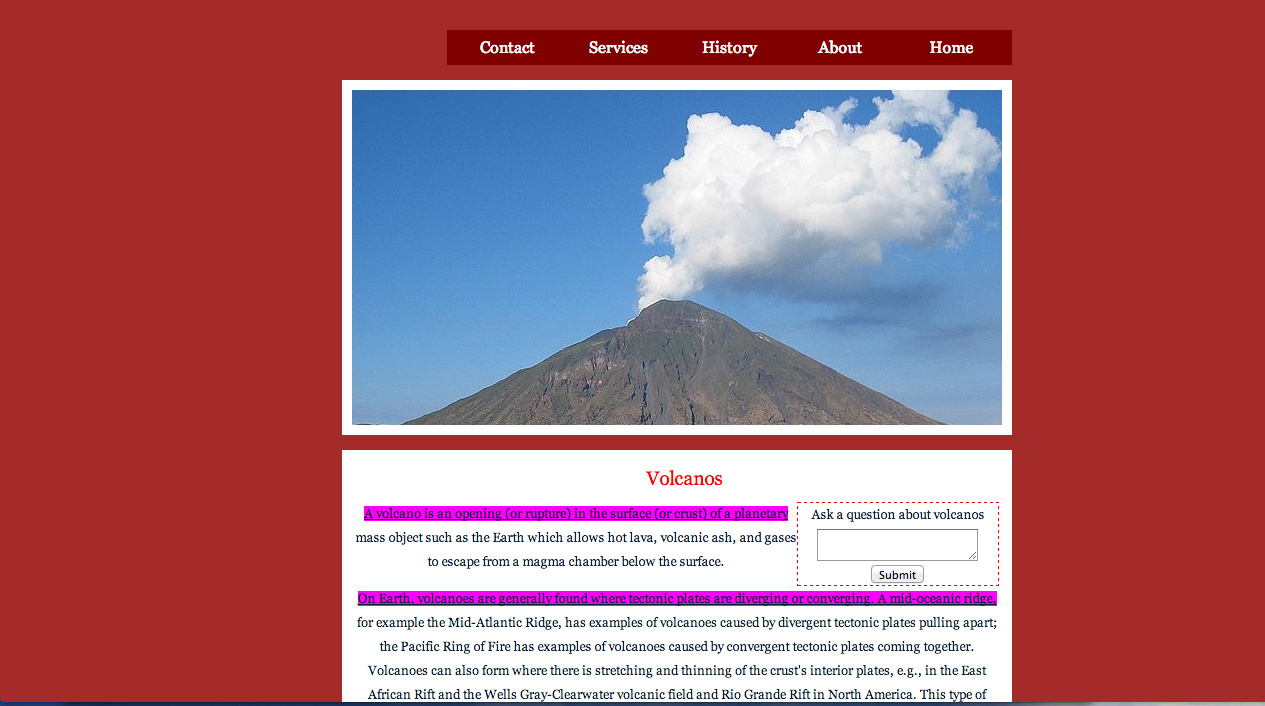 Contact Services History About Home
Volcanos
A volcano is an opening (or rupture) in the surface (or crust) of a planetary
mass object such as the Earth which allows hot lava, volcanic ash, and gases
to escape from a magma chamber below the surface.
Ask a question about volcanos
Submit
On Earth, volcanoes are generally found where tectonic plates are diverging or converging. A mid-oceanic ridge,
for example the Mid-Atlantic Ridge, has examples of volcanoes caused by divergent tectonic plates pulling apart;
the Pacific Ring of Fire has examples of volcanoes caused by convergent tectonic plates coming together.
Volcanoes can also form where there is stretching and thinning of the crust's interior plates, e.g., in the East
African Rift and the Wells Gray-Clearwater volcanic field and Rio Grande Rift in North America. This type of